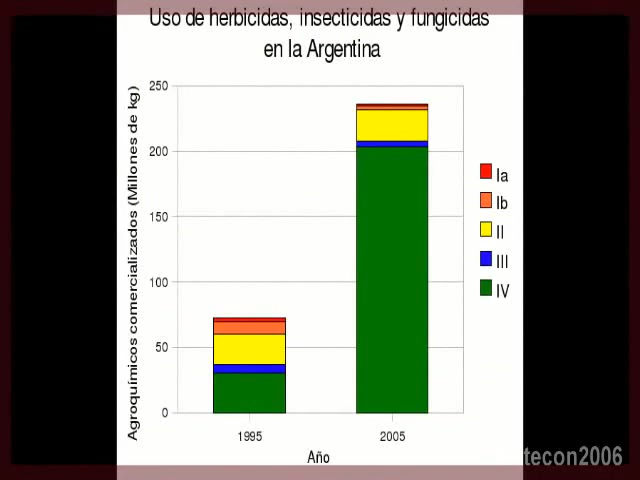 Uso de herbicidas, insecticidas y fungicidas
en la Argentina
Agroquímicos comercializados (Millones de kg)
250
200
150
100
50
0
1995
2005
Año
Ia
Ib
II
III
IV
tecon2006